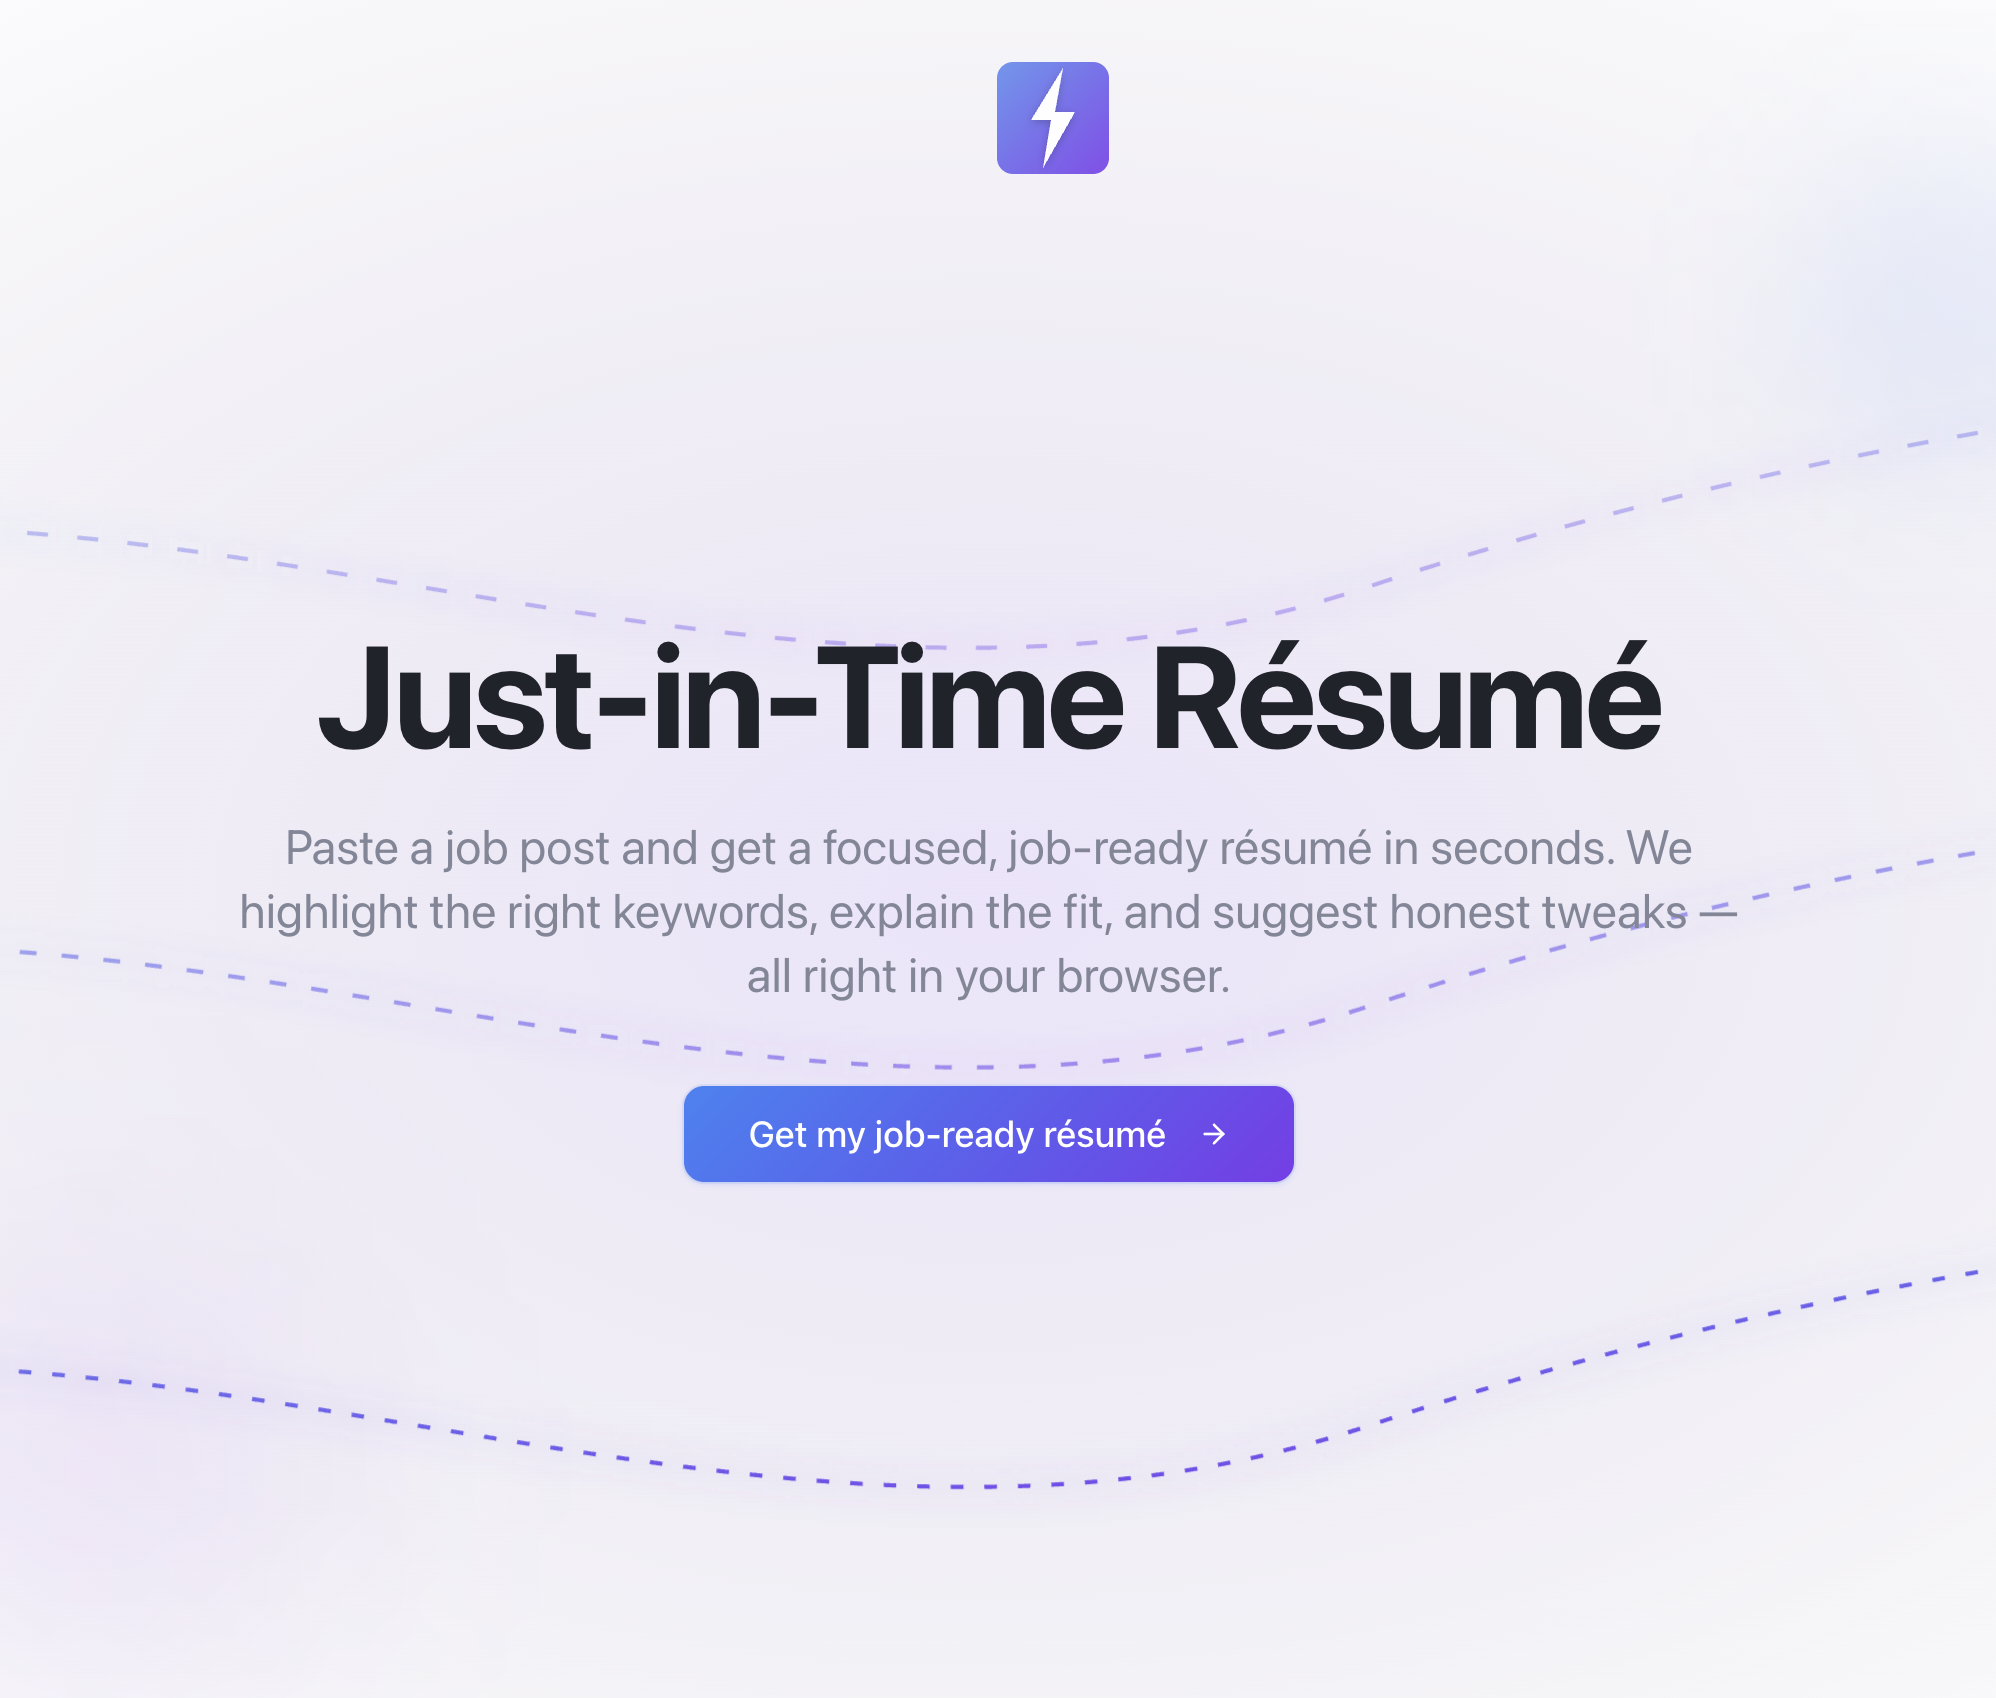 Just-in-Time Résumé
Paste a job post and get a focused, job-ready résumé in seconds. We
highlight the right keywords, explain the fit, and suggest honest tweaks —
all right in your browser.
Get my job-ready résumé →